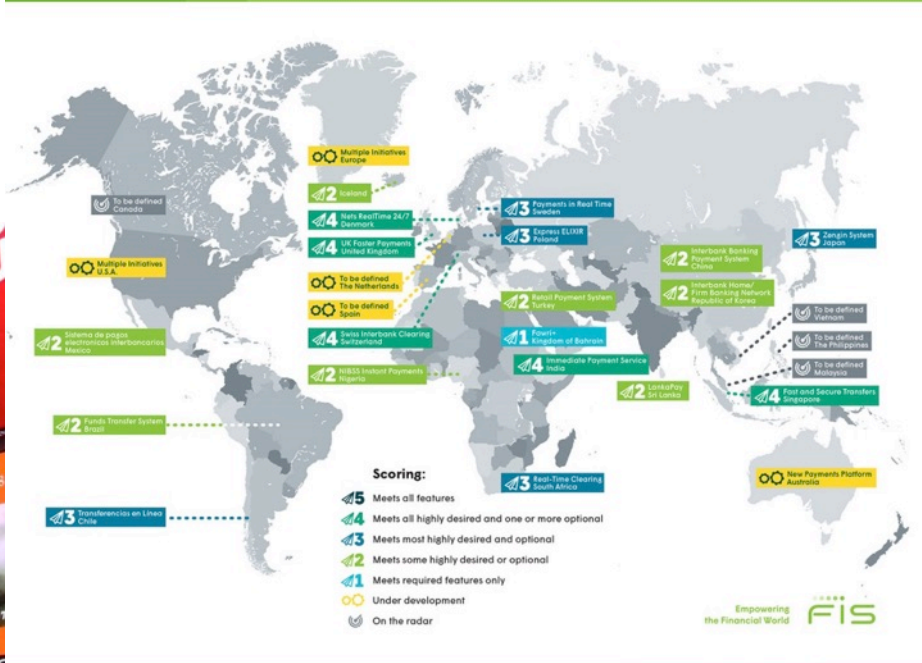 Multiple Initiatives
Europe
2 Iceland
To be defined
Canada
4 Nets RealTime 24/7
Denmark
3 Payments in Real Time
Sweden
4 UK Faster Payments
United Kingdom
3 Express ELIXIR
Poland
3 Zengin System
Japan
Multiple Initiatives
U.S.A.
2 Interbank Banking
Payment System
China
To be defined
The Netherlands
2 Interbank Home/
Firm Banking Network
Republic of Korea
To be defined
Spain
2 Retail Payment System
Turkey
To be defined
Vietnam
2 Sistema de pagos
electronicos interbancarios
Mexico
4 Swiss Interbank Clearing
Switzerland
1 Fawri+
Kingdom of Bahrain
To be defined
The Philippines
4 Immediate Payment Service
India
To be defined
Malaysia
2 NIBSS Instant Payments
Nigeria
2 LankaPay
Sri Lanka
4 Fast and Secure Transfers
Singapore
2 Funds Transfer System
Brazil
New Payments Platform
Australia
3 Real-Time Clearing
South Africa
3 Transferencias en Línea
Chile
Scoring:
5 Meets all features
4 Meets all highly desired and one or more optional
3 Meets most highly desired and optional
2 Meets some highly desired or optional
1 Meets required features only
Under development
On the radar
Empowering
the Financial World
FIS